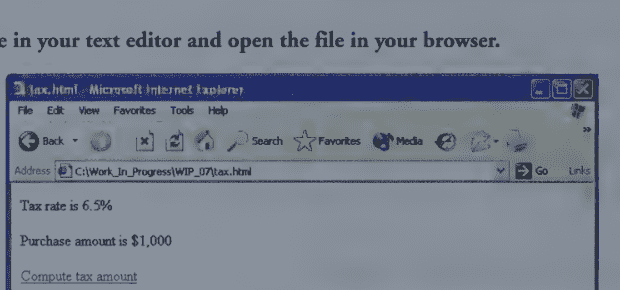 e in your text editor and open the file in your browser.
tax.html - Microsoft Internet Explorer
File Edit View Favorites Tools Help
Back Search Favorites Media »
Address C:\Work_In_Progress\WIP_07\tax.html Go Links
Tax rate is 6.5%
Purchase amount is $1,000
Compute tax amount